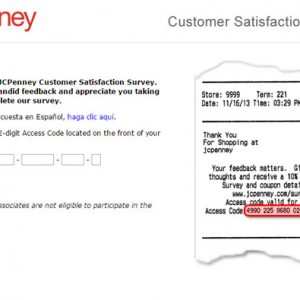 nney
Customer Satisfactio
JCPenney Customer Satisfaction Survey.
andid feedback and appreciate you taking
plete our survey.
cuesta en Español, haga clic aquí.
2-digit Access Code located on the front of your
ssociates are not eligible to participate in the
Store: 9999 Term: 221
Date: 11/16/13 Time: 03:29 P
Thank You
For Shopping at
jcpenney
Your feedback matters. Gi
thoughts and receive a 10%
Survey and coupon detai
www.jcpenney.com/sur
Access code valid for
Access Code 4990 225 9680 02